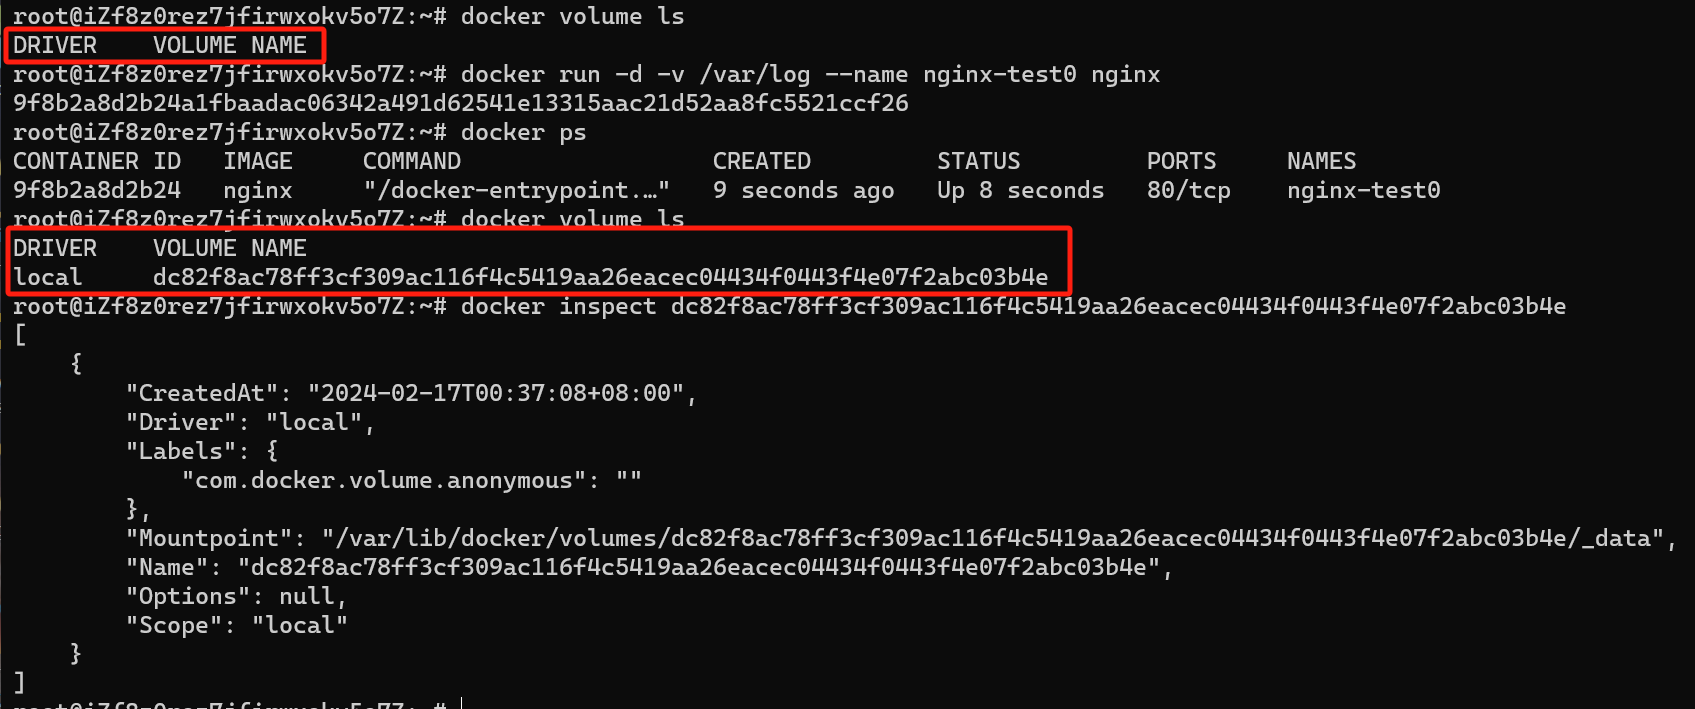 root@iZf8z0rez7jfirwxokv5o7Z:~# docker volume ls
DRIVER    VOLUME NAME
root@iZf8z0rez7jfirwxokv5o7Z:~# docker run -d -v /var/log --name nginx-test0 nginx
9f8b2a8d2b24a1fbaadac06342a491d62541e13315aac21d52aa8fc5521ccf26
root@iZf8z0rez7jfirwxokv5o7Z:~# docker ps
CONTAINER ID   IMAGE     COMMAND                  CREATED         STATUS         PORTS     NAMES
9f8b2a8d2b24   nginx     "/docker-entrypoint.…"   9 seconds ago   Up 8 seconds   80/tcp    nginx-test0
root@iZf8z0rez7jfirwxokv5o7Z:~# docker volume ls
DRIVER    VOLUME NAME
local     dc82f8ac78ff3cf309ac116f4c5419aa26eacec04434f0443f4e07f2abc03b4e
root@iZf8z0rez7jfirwxokv5o7Z:~# docker inspect dc82f8ac78ff3cf309ac116f4c5419aa26eacec04434f0443f4e07f2abc03b4e
[
    {
        "CreatedAt": "2024-02-17T00:37:08+08:00",
        "Driver": "local",
        "Labels": {
            "com.docker.volume.anonymous": ""
        },
        "Mountpoint": "/var/lib/docker/volumes/dc82f8ac78ff3cf309ac116f4c5419aa26eacec04434f0443f4e07f2abc03b4e/_data",
        "Name": "dc82f8ac78ff3cf309ac116f4c5419aa26eacec04434f0443f4e07f2abc03b4e",
        "Options": null,
        "Scope": "local"
    }
]
root@iZf8z0rez7jfirwxokv5o7Z:~#